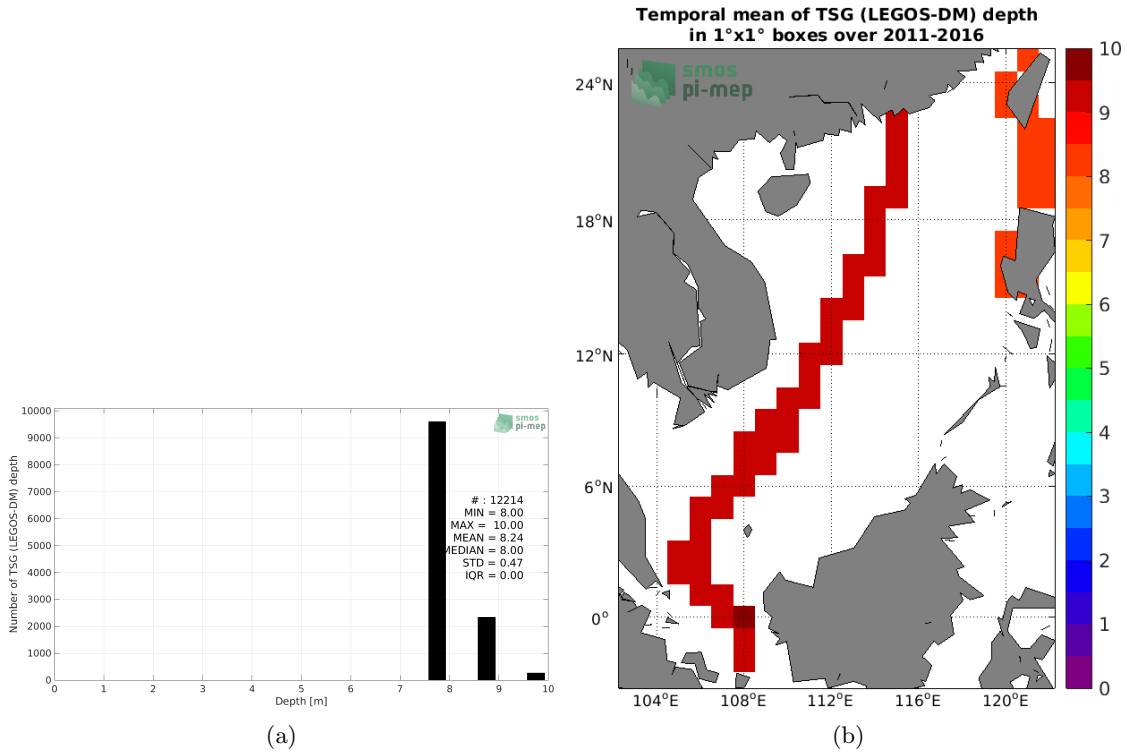 Temporal mean of TSG (LEGOS-DM) depth
in 1°x1° boxes over 2011-2016
smos
pi-mep
24°N
18°N
12°N
6°N
0°
104°E
108°E
112°E
116°E
120°E
10
9
8
7
6
5
4
3
2
1
0
10000
9000
8000
7000
6000
5000
4000
3000
2000
1000
0
Number of TSG (LEGOS-DM) depth
smos
pi-mep
# : 12214
MIN = 8.00
MAX = 10.00
MEAN = 8.24
MEDIAN = 8.00
STD = 0.47
IQR = 0.00
0 1 2 3 4 5 6 7 8 9 10
Depth [m]
(a)
(b)